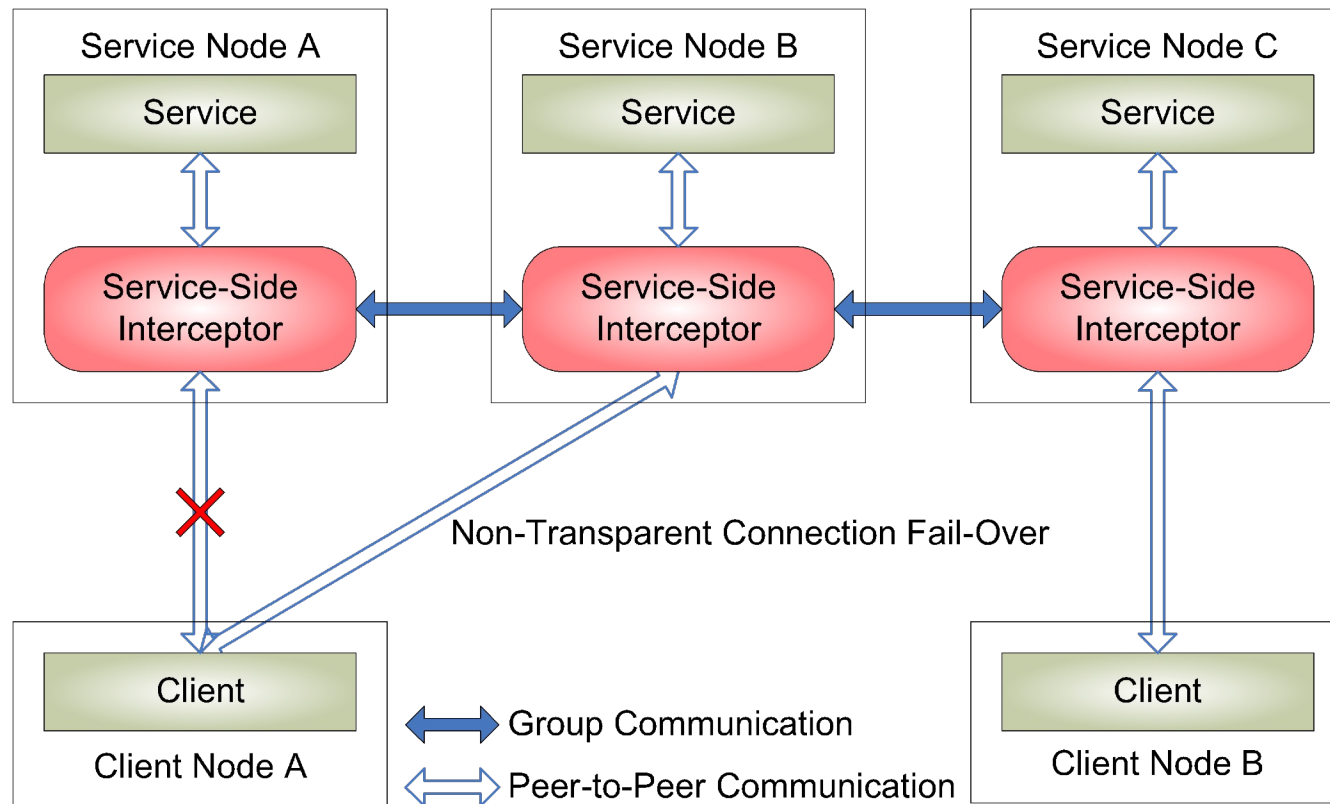 Service Node A
Service
Service-Side
Interceptor
Service Node B
Service
Service-Side
Interceptor
Service Node C
Service
Service-Side
Interceptor
Non-Transparent Connection Fail-Over
Client
Client Node A
Group Communication
Peer-to-Peer Communication
Client
Client Node B